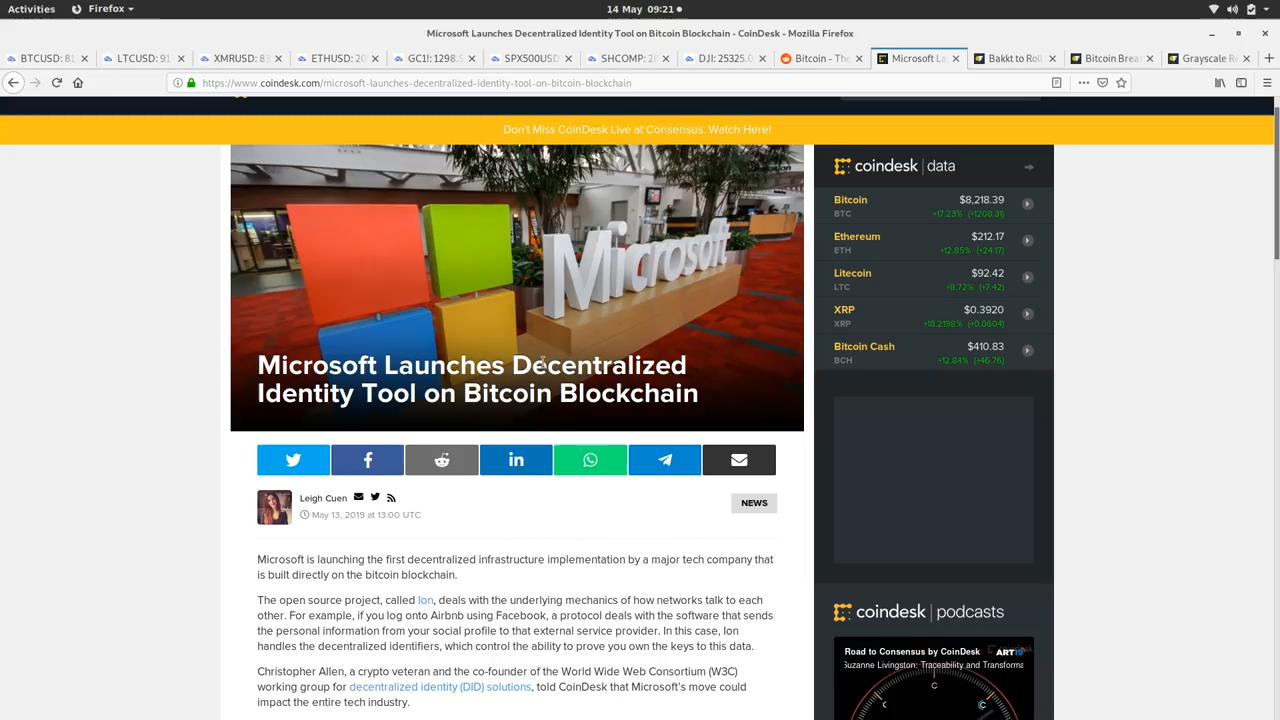 Activities
Firefox
14 May 09:21
Microsoft Launches Decentralized Identity Tool on Bitcoin Blockchain - CoinDesk - Mozilla Firefox
BTCUSD: 81
LTCUSD: 91
XMRUSD: 8
ETHUSD: 20
GC1!: 1298.5
SPX500USD:
SHCOMP: 28
DJI: 25325.0
Bitcoin - The
Microsoft La
Bakkt to Roll
Bitcoin Brea
Grayscale Re
https://www.coindesk.com/microsoft-launches-decentralized-identity-tool-on-bitcoin-blockchain
Don't Miss CoinDesk Live at Consensus. Watch Here!
Microsoft
Microsoft Launches Decentralized
Identity Tool on Bitcoin Blockchain
Leigh Cuen
May 13, 2019 at 13:00 UTC
NEWS
Microsoft is launching the first decentralized infrastructure implementation by a major tech company that
is built directly on the bitcoin blockchain.
The open source project, called Ion, deals with the underlying mechanics of how networks talk to each
other. For example, if you log onto Airbnb using Facebook, a protocol deals with the software that sends
the personal information from your social profile to that external service provider. In this case, Ion
handles the decentralized identifiers, which control the ability to prove you own the keys to this data.
Christopher Allen, a crypto veteran and the co-founder of the World Wide Web Consortium (W3C)
working group for decentralized identity (DID) solutions, told CoinDesk that Microsoft's move could
impact the entire tech industry.
coindesk | data
Bitcoin $8,218.39
BTC +17.23% (+1208.31)
Ethereum $212.17
ETH +12.85% (+24.17)
Litecoin $92.42
LTC +8.72% (+7.42)
XRP $0.3920
XRP +18.2198% (+0.0604)
Bitcoin Cash $410.83
BCH +12.84% (+46.76)
coindesk | podcasts
Road to Consensus by CoinDesk
ART19
Suzanne Livingston: Traceability and Transforma